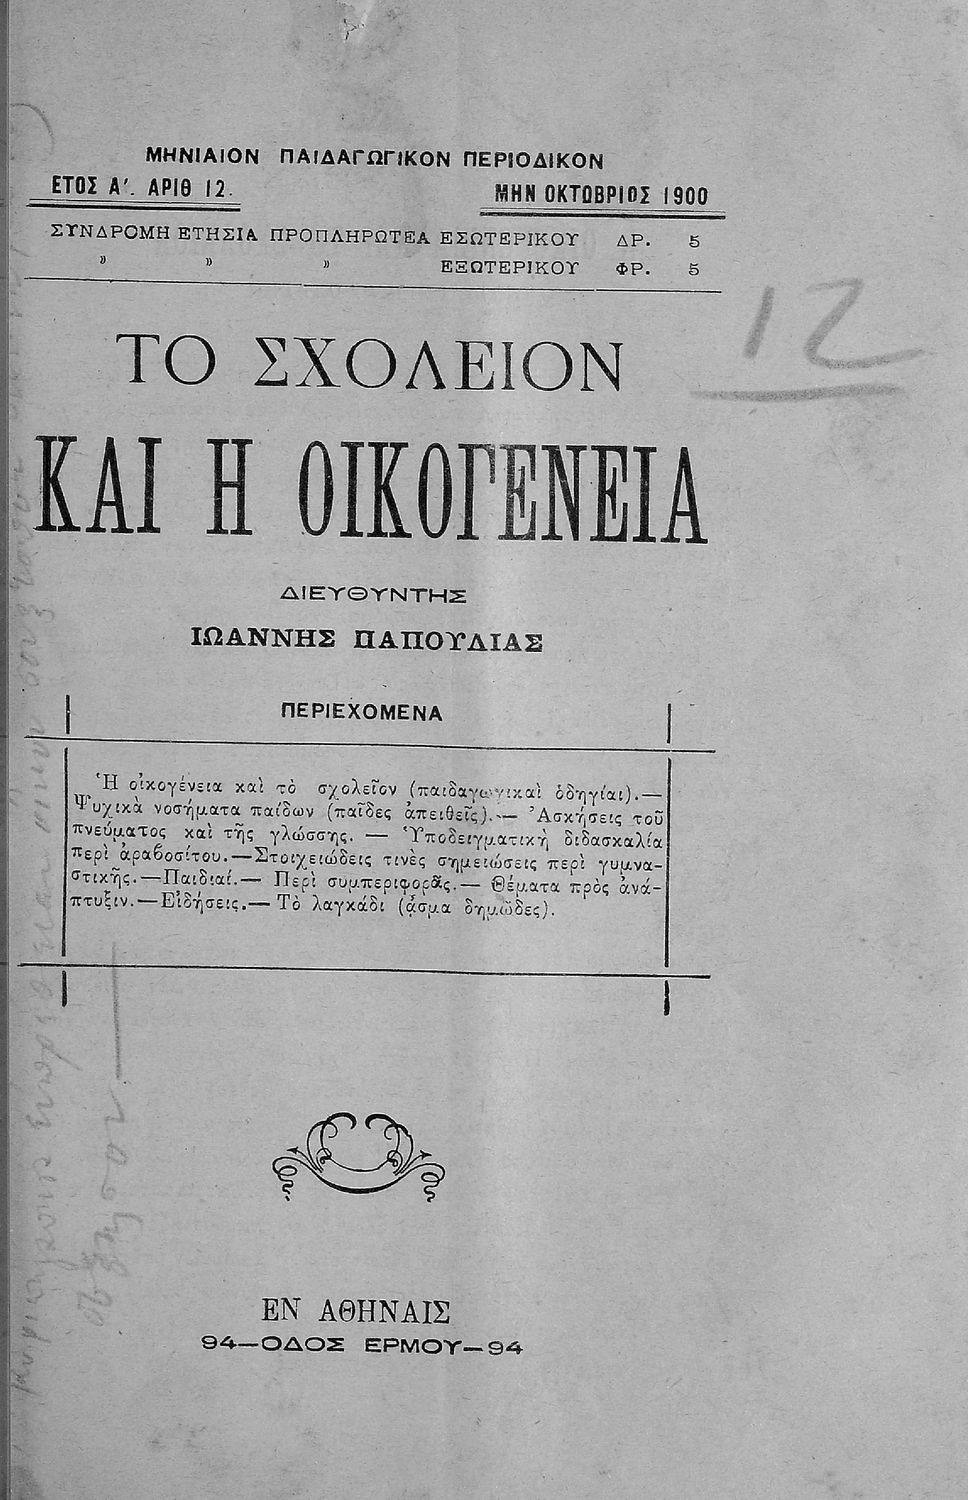 ΜΗΝΙΑΙΟΝ ΠΑΙΔΑΓΩΓΙΚΟΝ ΠΕΡΙΟΔΙΚΟΝ
ΕΤΟΣ Α΄. ΑΡΙΘ 12. ΜΗΝ ΟΚΤΩΒΡΙΟΣ 1900
ΣΥΝΔΡΟΜΗ ΕΤΗΣΙΑ ΠΡΟΠΛΗΡΩΤΕΑ ΕΣΩΤΕΡΙΚΟΥ ΔΡ. 5
» » » ΕΞΩΤΕΡΙΚΟΥ ΦΡ. 5
12
ΤΟ ΣΧΟΛΕΙΟΝ
ΚΑΙ Η ΟΙΚΟΓΕΝΕΙΑ
ΔΙΕΥΘΥΝΤΗΣ
ΙΩΑΝΝΗΣ ΠΑΠΟΥΛΙΑΣ
ΠΕΡΙΕΧΟΜΕΝΑ
Ἡ οἰκογένεια καὶ τὸ σχολεῖον (παιδαγωγικαὶ ὁδηγίαι).—
Ψυχικὰ νοσήματα παίδων (παῖδες ἀπειθεῖς).— Ἀσκήσεις τοῦ
πνεύματος καὶ τῆς γλώσσης. — Ὑποδειγματικὴ διδασκαλία
περὶ ἀραβοσίτου.—Στοιχειώδεις τινὲς σημειώσεις περὶ γυμνα-
στικῆς.—Παιδιαί.— Περὶ συμπεριφορᾶς.— Θέματα πρὸς ἀνά-
πτυξιν.—Εἰδήσεις.— Τὸ λαγκάδι (ᾆσμα δημῶδες).
ΕΝ ΑΘΗΝΑΙΣ
94—ΟΔΟΣ ΕΡΜΟΥ—94